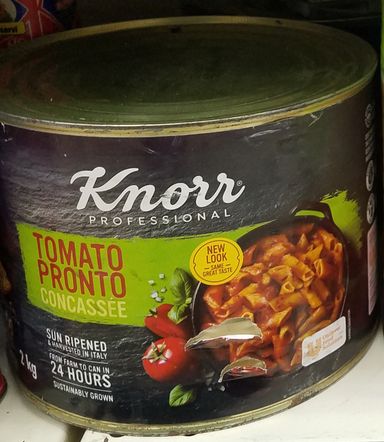 Knorr
PROFESSIONAL
TOMATO
PRONTO
CONCASSÉE
NEW
LOOK
SAME
GREAT TASTE
SUN RIPENED
& HARVESTED IN ITALY
FROM FARM TO CAN IN
24 HOURS
SUSTAINABLY GROWN
2 kg